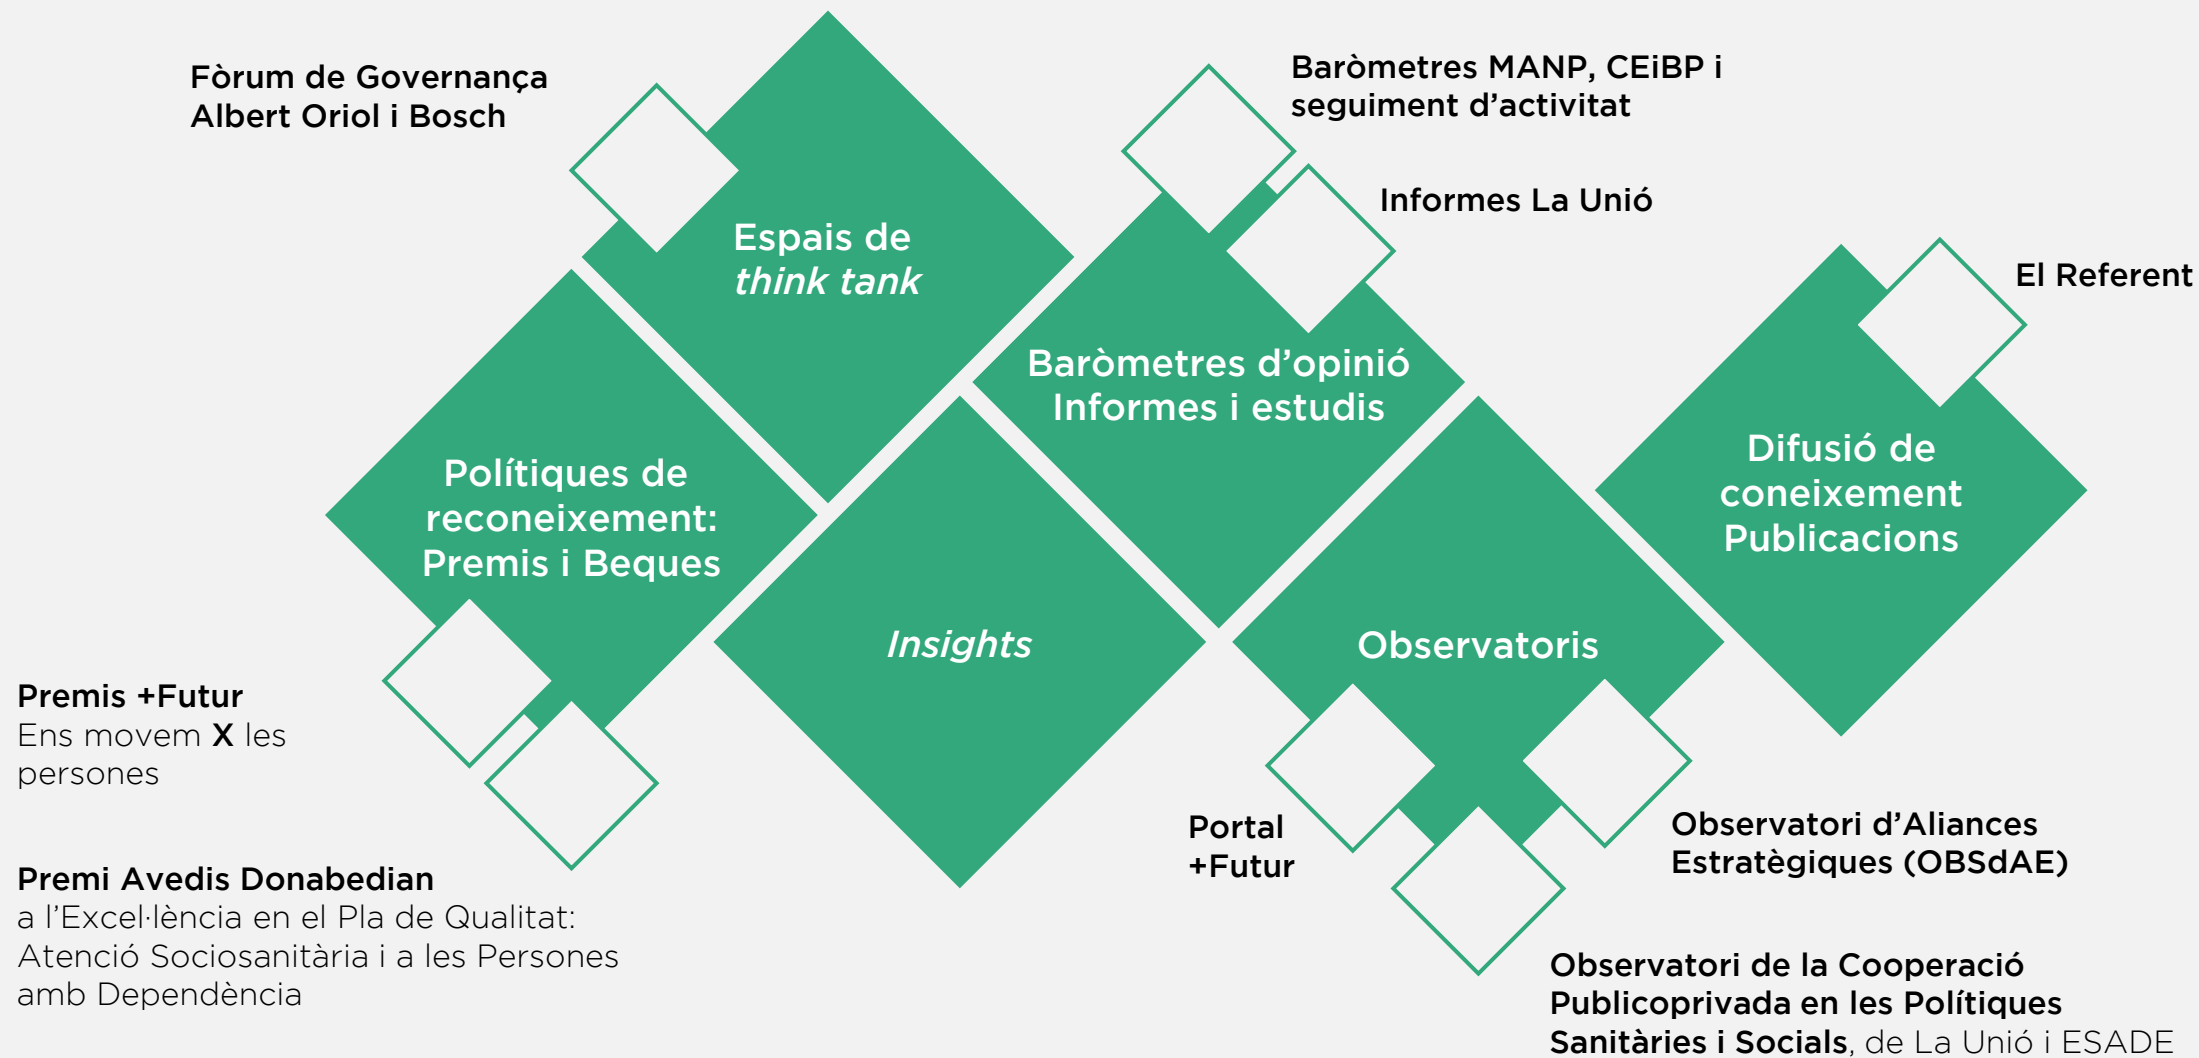 Fòrum de Governança
Albert Oriol i Bosch
Baròmetres MANP, CEiBP i
seguiment d’activitat
Informes La Unió
El Referent
Espais de
think tank
Baròmetres d’opinió
Informes i estudis
Difusió de
coneixement
Publicacions
Polítiques de
reconeixement:
Premis i Beques
Insights
Observatoris
Premis +Futur
Ens movem X les
persones
Portal
+Futur
Observatori d’Aliances
Estratègiques (OBSdAE)
Premi Avedis Donabedian
a l’Excel·lència en el Pla de Qualitat:
Atenció Sociosanitària i a les Persones
amb Dependència
Observatori de la Cooperació
Publicoprivada en les Polítiques
Sanitàries i Socials, de La Unió i ESADE